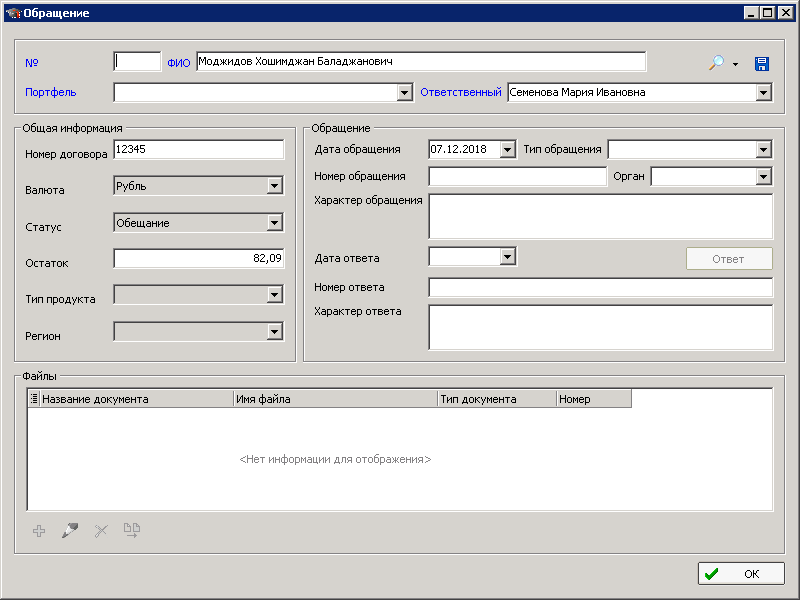 Обращение
№ ФИО Моджидов Хошимджан Баладжанович
Портфель Ответственный Семенова Мария Ивановна
Общая информация
Номер договора 12345
Валюта Рубль
Статус Обещание
Остаток 82,09
Тип продукта
Регион
Обращение
Дата обращения 07.12.2018 Тип обращения
Номер обращения Орган
Характер обращения
Дата ответа Ответ
Номер ответа
Характер ответа
Файлы
Название документа Имя файла Тип документа Номер
<Нет информации для отображения>
OK